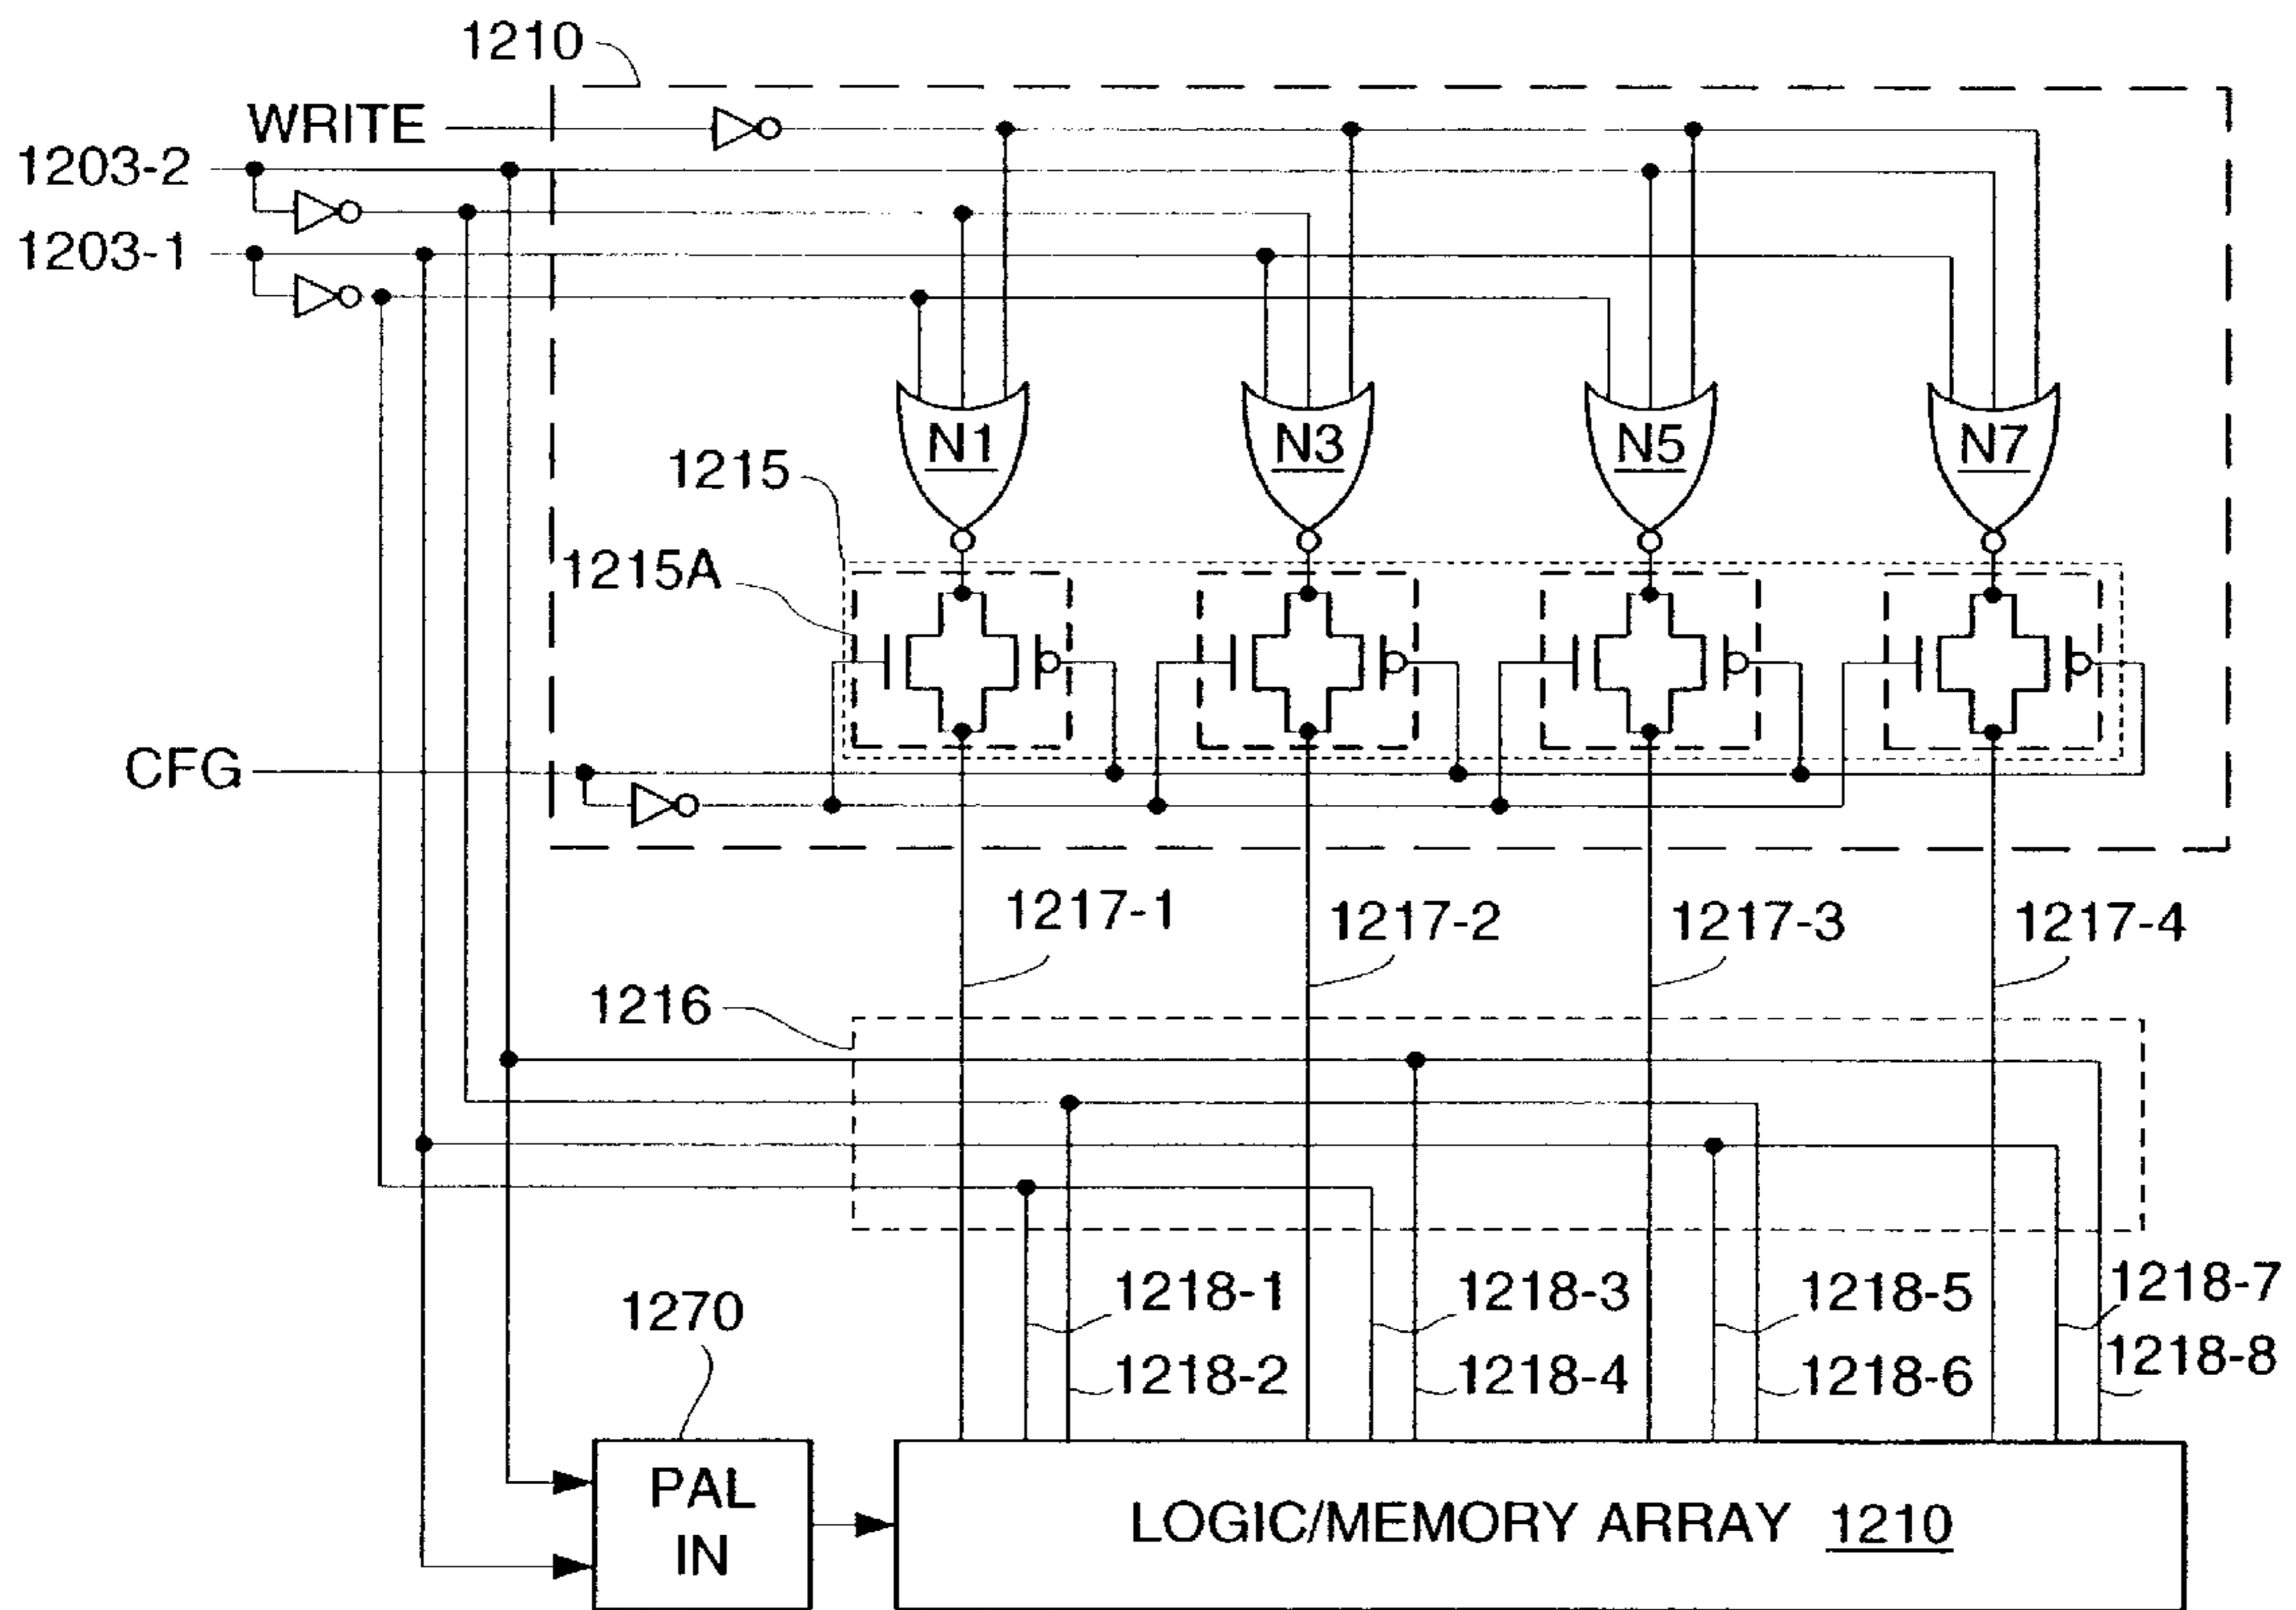 1210
WRITE
1203-2
1203-1
N1 N3 N5 N7
1215
1215A
CFG
1217-1 1217-2 1217-3 1217-4
1216
1218-1 1218-3 1218-5 1218-7
1218-2 1218-4 1218-6 1218-8
1270
PAL
IN
LOGIC/MEMORY ARRAY 1210